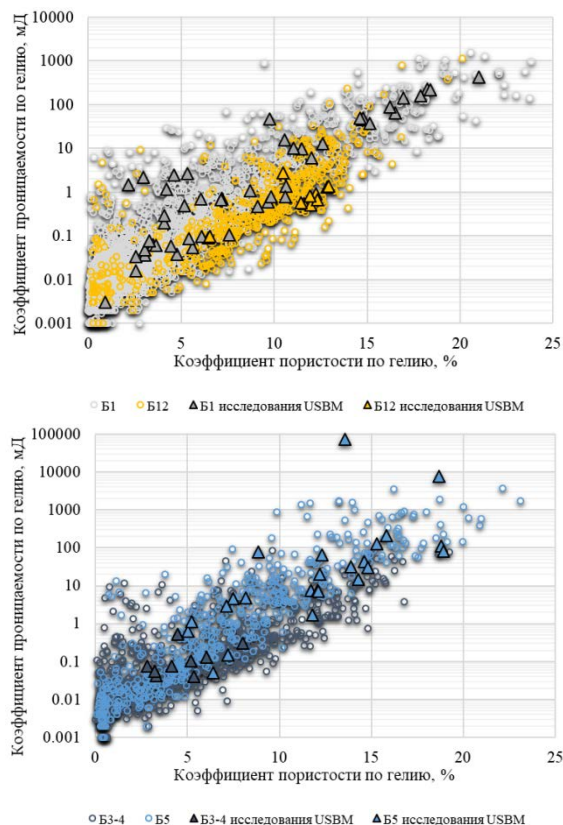 Коэффициент проницаемости по гелию, мД
10000
1000
100
10
1
0.1
0.01
0.001
0 5 10 15 20 25
Коэффициент пористости по гелию, %
Б1 Б12 Б1 исследования USBM Б12 исследования USBM
Коэффициент проницаемости по гелию, мД
100000
10000
1000
100
10
1
0.1
0.01
0.001
0 5 10 15 20 25
Коэффициент пористости по гелию, %
Б3-4 Б5 Б3-4 исследования USBM Б5 исследования USBM